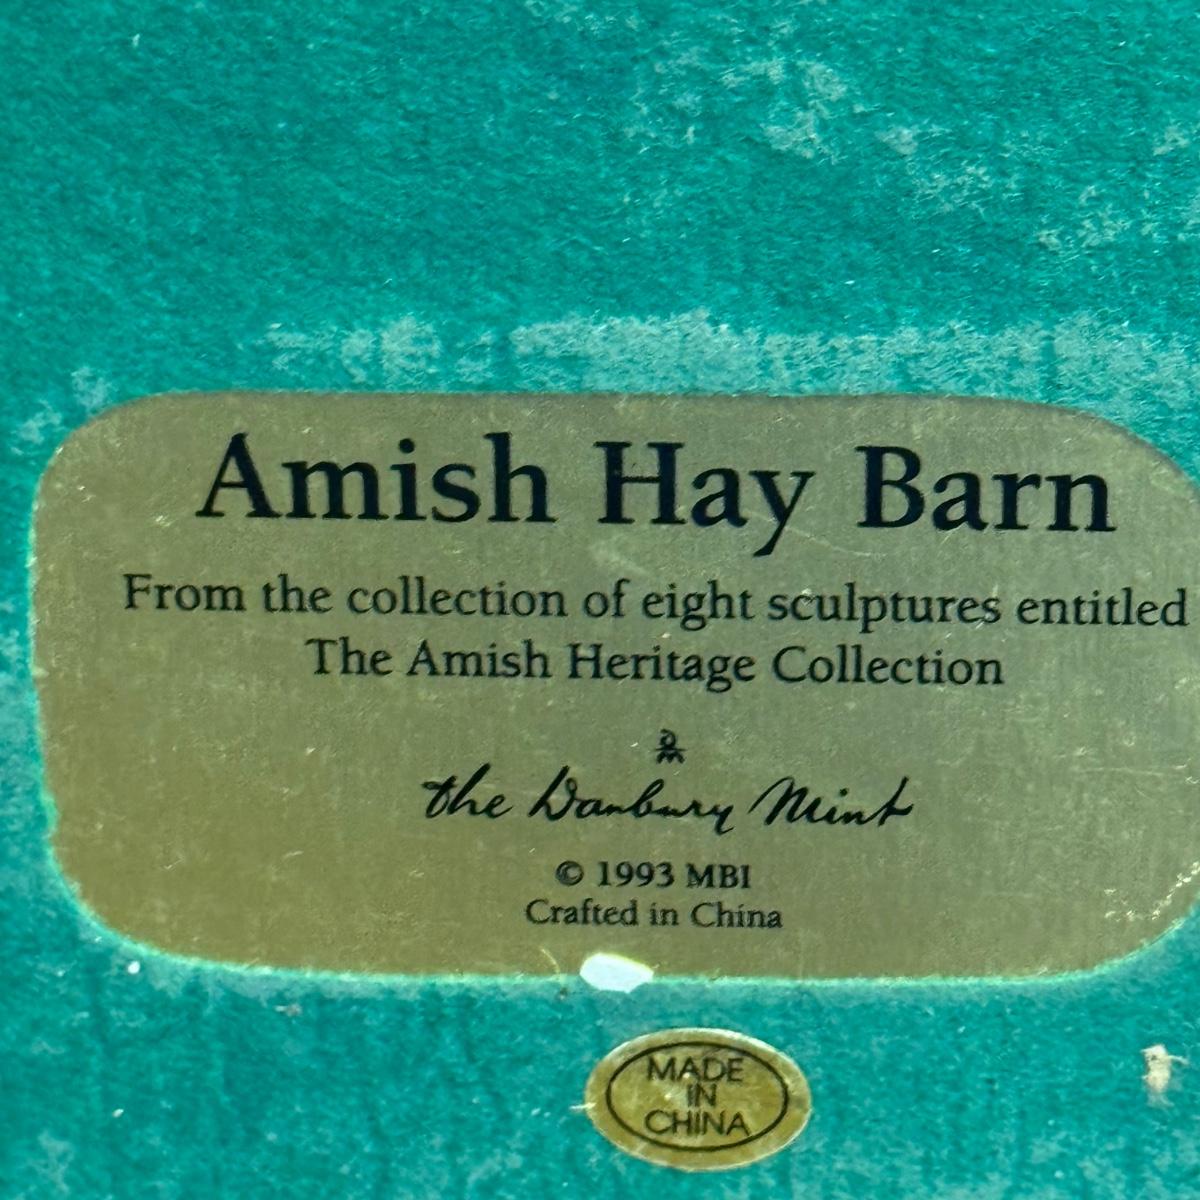 Amish Hay Barn
From the collection of eight sculptures entitled
The Amish Heritage Collection
the Danbury Mint
© 1993 MBI
Crafted in China
MADE
IN
CHINA